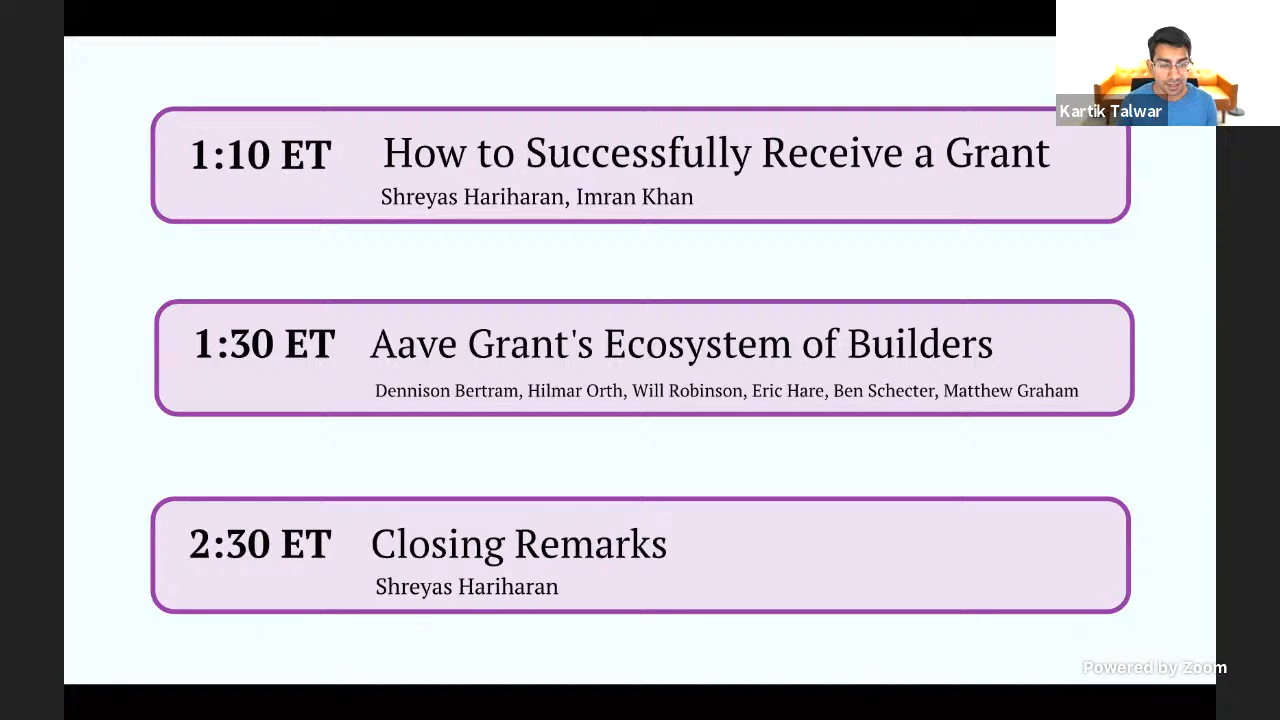 1:10 ET How to Successfully Receive a Grant
Shreyas Hariharan, Imran Khan
Kartik Talwar
1:30 ET Aave Grant's Ecosystem of Builders
Dennison Bertram, Hilmar Orth, Will Robinson, Eric Hare, Ben Schecter, Matthew Graham
2:30 ET Closing Remarks
Shreyas Hariharan
Powered by Zoom